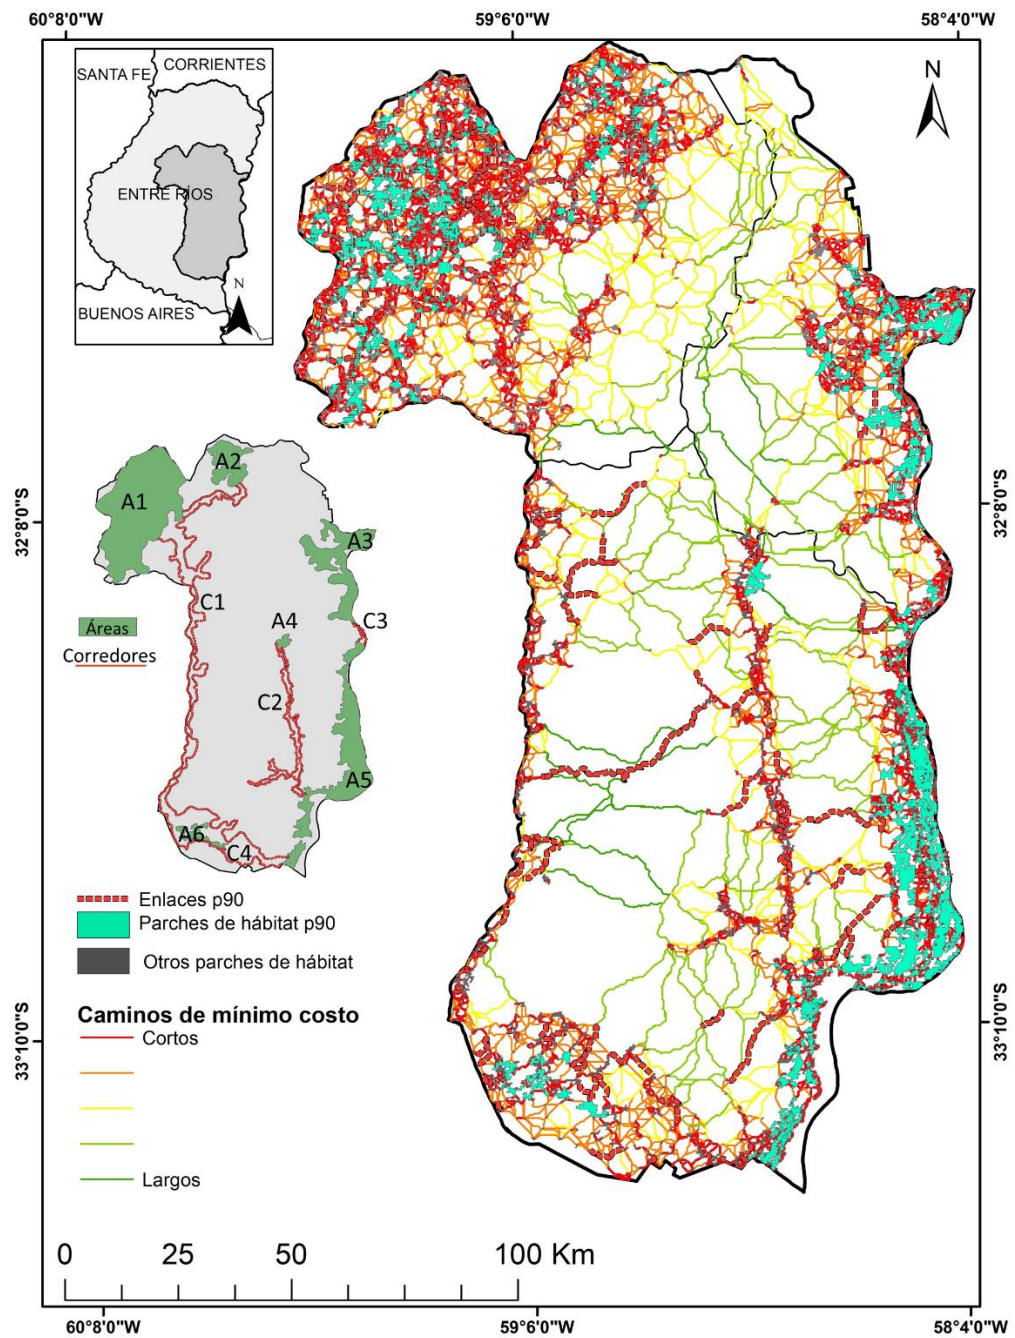 60°8'0"W
59°6'0"W
58°4'0"W
SANTA FE
CORRIENTES
N
ENTRE RÍOS
N
BUENOS AIRES
32°8'0"S
32°8'0"S
A2
A1
A3
C1
C3
A4
Áreas
Corredores
C2
A5
A6
C4
Enlaces p90
Parches de hábitat p90
Otros parches de hábitat
Caminos de mínimo costo
Cortos
33°10'0"S
33°10'0"S
Largos
0 25 50 100 Km
60°8'0"W
59°6'0"W
58°4'0"W